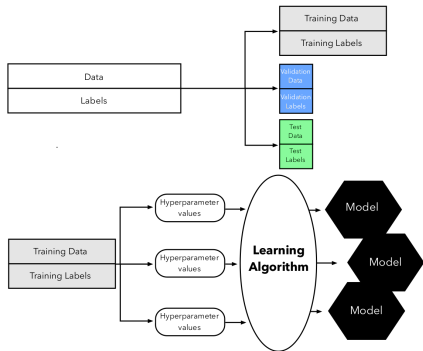 Training Data
Training Labels
Data
Labels
Validation
Data
Validation
Labels
Test
Data
Test
Labels
Hyperparameter
values
Model
Training Data
Training Labels
Hyperparameter
values
Learning
Algorithm
Model
Hyperparameter
values
Model